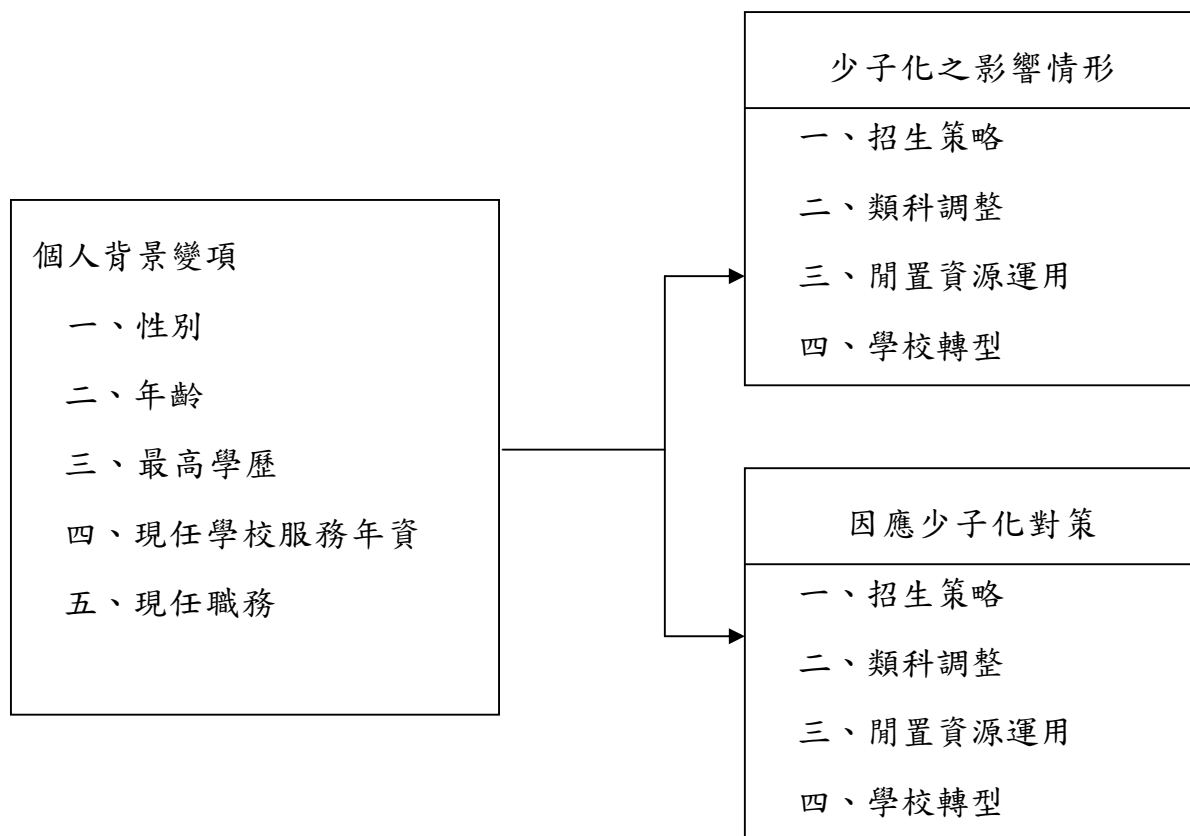 個人背景變項
一、性別
二、年齡
三、最高學歷
四、現任學校服務年資
五、現任職務
少子化之影響情形
一、招生策略
二、類科調整
三、閒置資源運用
四、學校轉型
因應少子化對策
一、招生策略
二、類科調整
三、閒置資源運用
四、學校轉型